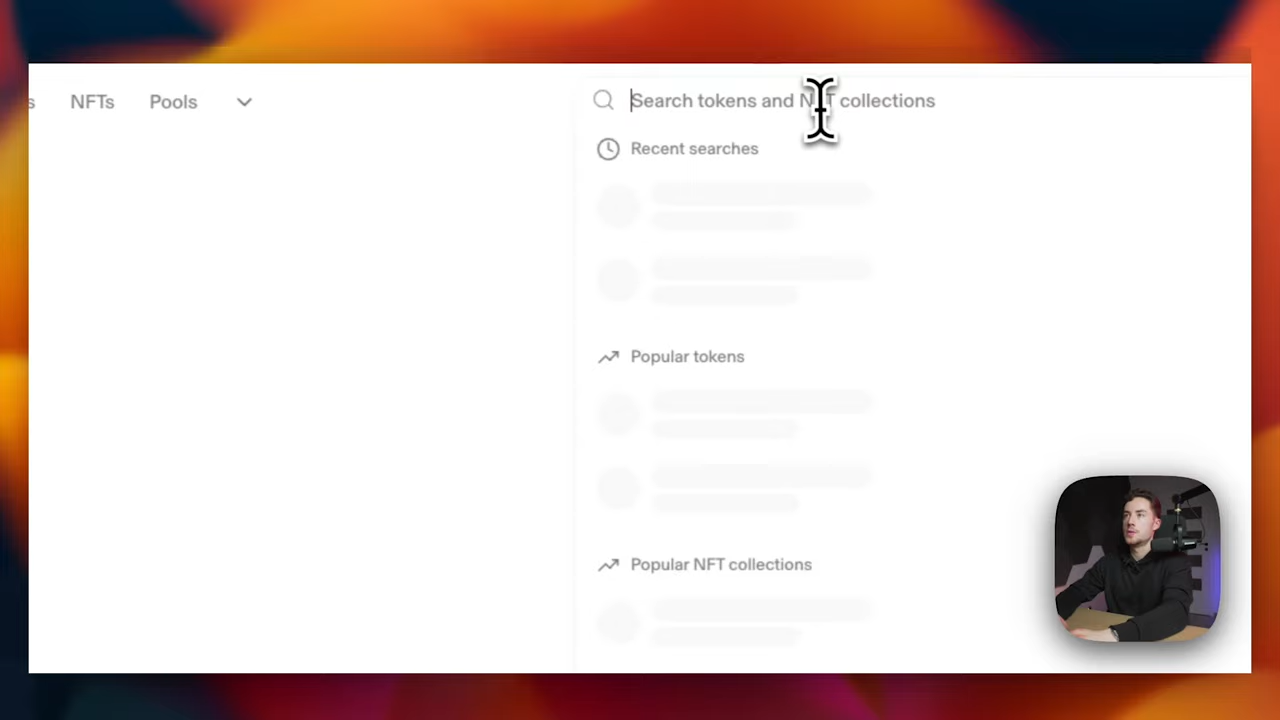 s NFTs Pools
Search tokens and NFT collections
Recent searches
Popular tokens
Popular NFT collections